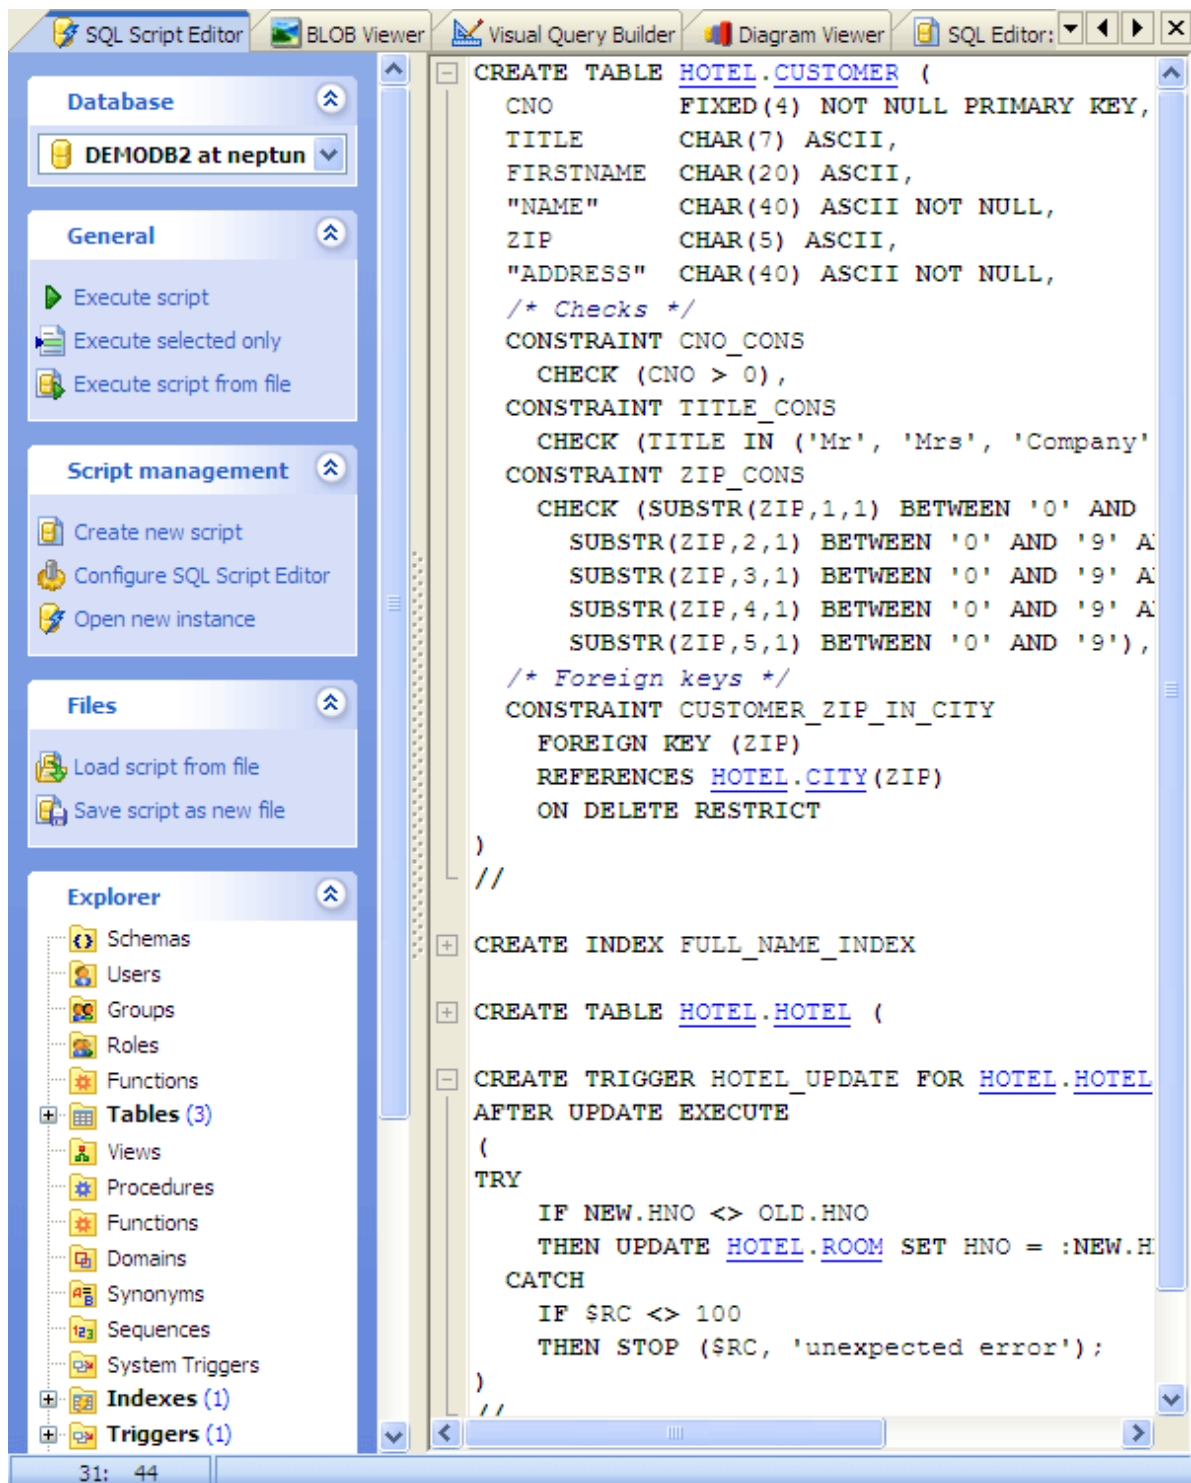 SQL Script Editor BLOB Viewer Visual Query Builder Diagram Viewer SQL Editor:
Database
DEMODB2 at neptun
General
Execute script
Execute selected only
Execute script from file
Script management
Create new script
Configure SQL Script Editor
Open new instance
Files
Load script from file
Save script as new file
Explorer
Schemas
Users
Groups
Roles
Functions
Tables (3)
Views
Procedures
Functions
Domains
Synonyms
Sequences
System Triggers
Indexes (1)
Triggers (1)
CREATE TABLE HOTEL.CUSTOMER (
CNO FIXED(4) NOT NULL PRIMARY KEY,
TITLE CHAR(7) ASCII,
FIRSTNAME CHAR(20) ASCII,
"NAME" CHAR(40) ASCII NOT NULL,
ZIP CHAR(5) ASCII,
"ADDRESS" CHAR(40) ASCII NOT NULL,
/* Checks */
CONSTRAINT CNO_CONS
CHECK (CNO > 0),
CONSTRAINT TITLE_CONS
CHECK (TITLE IN ('Mr', 'Mrs', 'Company'
CONSTRAINT ZIP_CONS
CHECK (SUBSTR(ZIP,1,1) BETWEEN '0' AND
SUBSTR(ZIP,2,1) BETWEEN '0' AND '9' A
SUBSTR(ZIP,3,1) BETWEEN '0' AND '9' A
SUBSTR(ZIP,4,1) BETWEEN '0' AND '9' A
SUBSTR(ZIP,5,1) BETWEEN '0' AND '9'),
/* Foreign keys */
CONSTRAINT CUSTOMER_ZIP_IN_CITY
FOREIGN KEY (ZIP)
REFERENCES HOTEL.CITY(ZIP)
ON DELETE RESTRICT
)
//
CREATE INDEX FULL_NAME_INDEX
CREATE TABLE HOTEL.HOTEL (
CREATE TRIGGER HOTEL_UPDATE FOR HOTEL.HOTEL
AFTER UPDATE EXECUTE
(
TRY
IF NEW.HNO <> OLD.HNO
THEN UPDATE HOTEL.ROOM SET HNO = :NEW.H
CATCH
IF $RC <> 100
THEN STOP ($RC, 'unexpected error');
)
//
31: 44